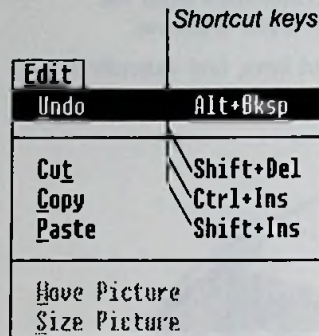 Shortcut keys
Edit
Undo Alt+Bksp
Cut Shift+Del
Copy Ctrl+Ins
Paste Shift+Ins
Move Picture
Size Picture